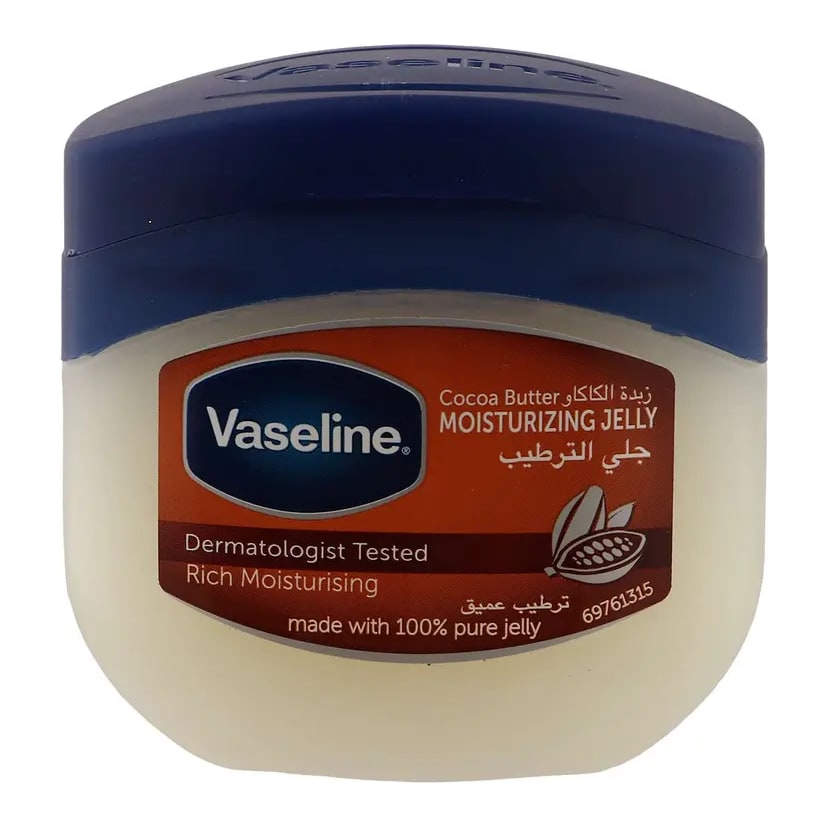 Vaseline
Vaseline®
Cocoa Butter زبدة الكاكاو
MOISTURIZING JELLY
جلي الترطيب
Dermatologist Tested
Rich Moisturising
ترطيب عميق
made with 100% pure jelly
69761315